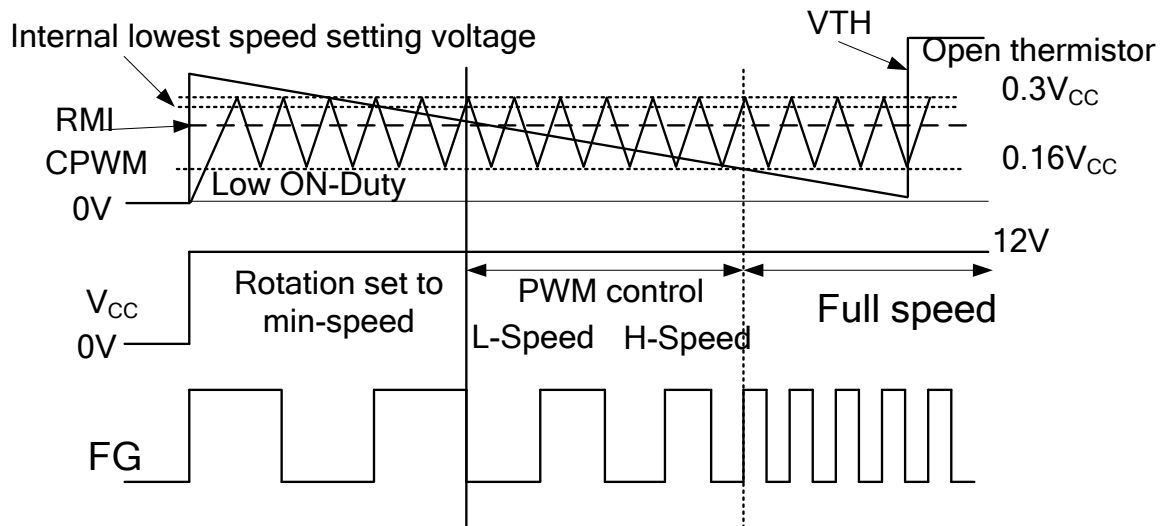 VTH
Internal lowest speed setting voltage
Open thermistor
0.3VCC
RMI
CPWM
0.16VCC
Low ON-Duty
0V
12V
Rotation set to
min-speed
PWM control
Full speed
VCC
0V
L-Speed
H-Speed
FG